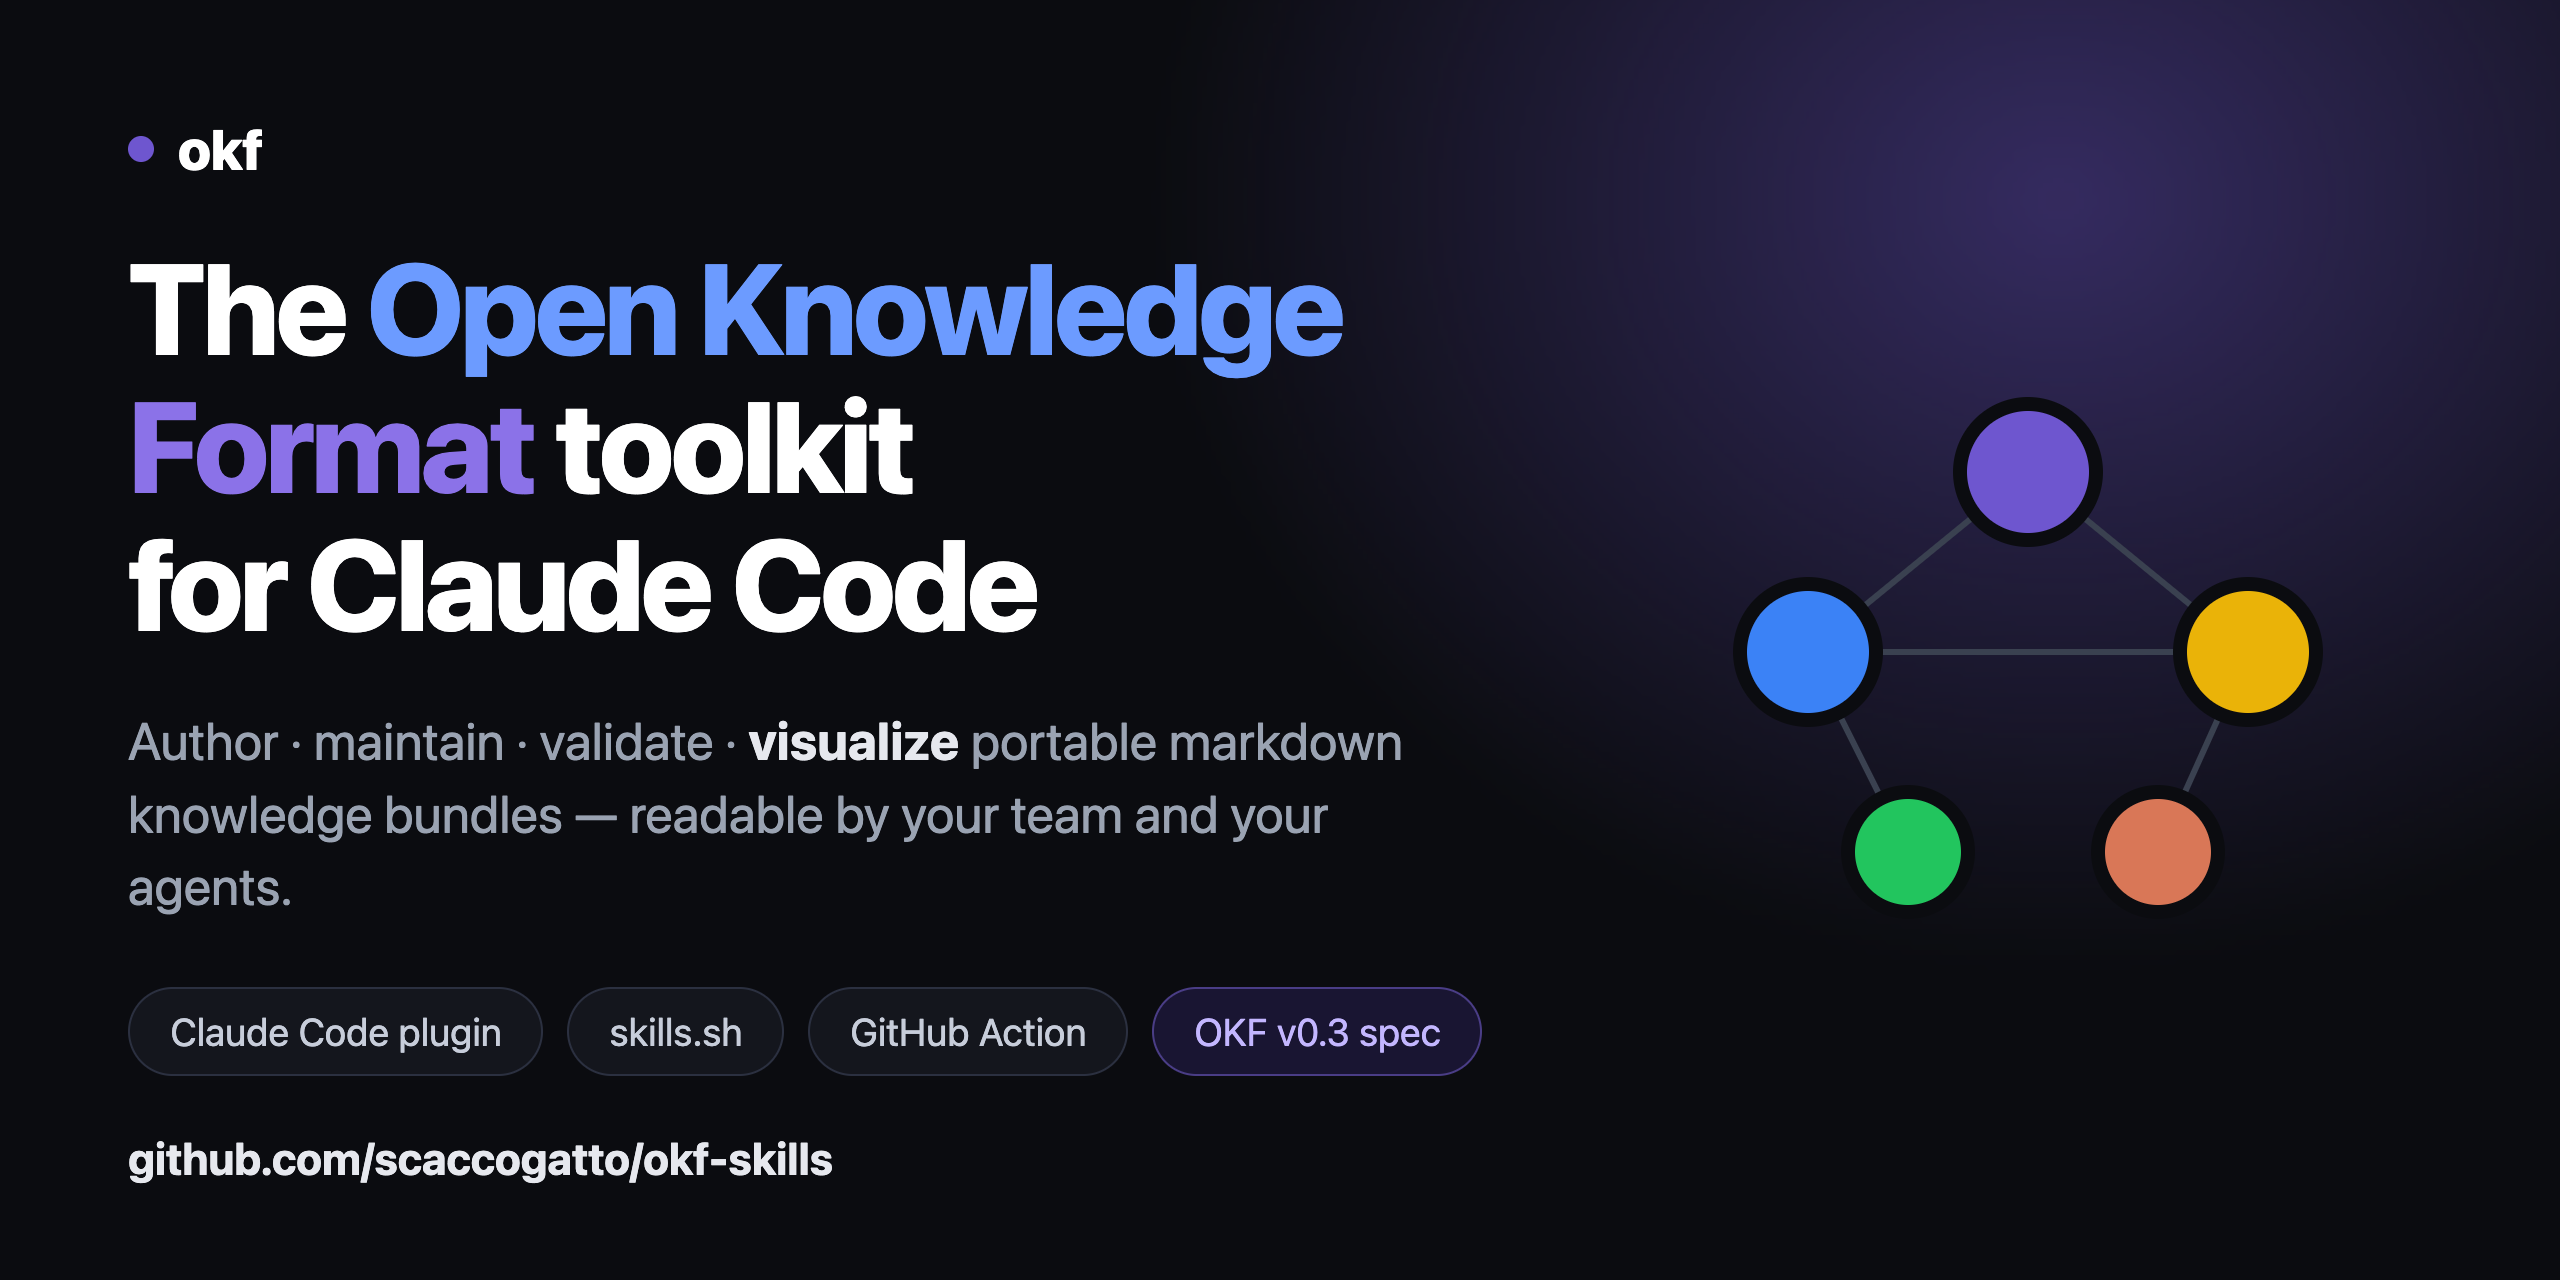 okf
The Open Knowledge
Format toolkit
for Claude Code
Author · maintain · validate · visualize portable markdown
knowledge bundles — readable by your team and your
agents.
Claude Code plugin
skills.sh
GitHub Action
OKF v0.3 spec
github.com/scaccogatto/okf-skills